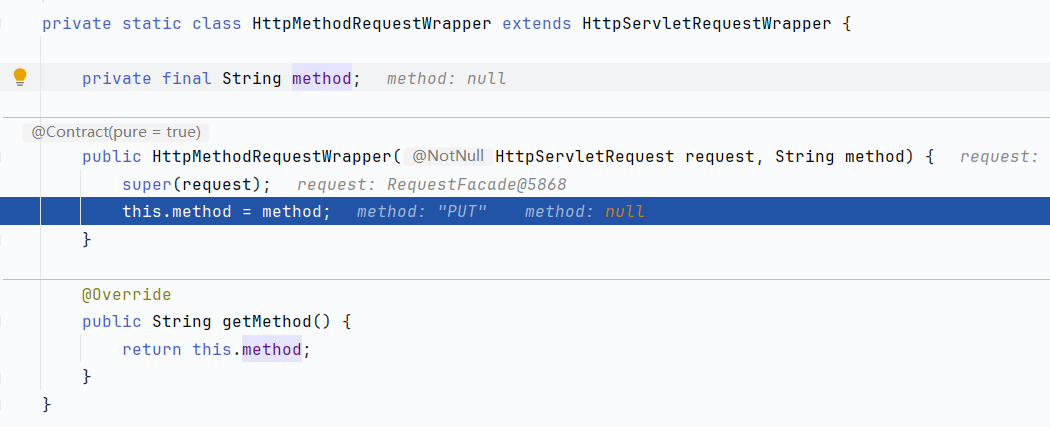 private static class HttpMethodRequestWrapper extends HttpServletRequestWrapper {
private final String method; method: null
@Contract(pure = true)
public HttpMethodRequestWrapper( @NotNull HttpServletRequest request, String method) { request:
super(request); request: RequestFacade@5868
this.method = method; method: "PUT" method: null
}
@Override
public String getMethod() {
return this.method;
}
}